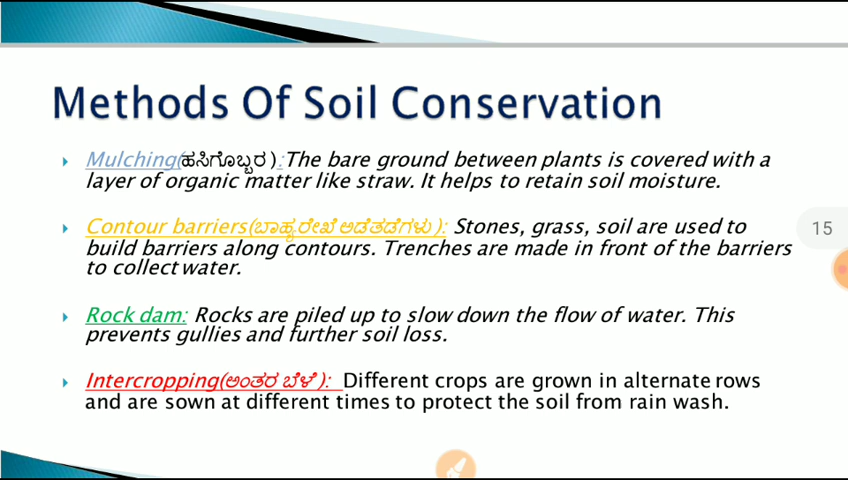 Methods Of Soil Conservation
Mulching(ಹಸಿಗೊಬ್ಬರ ) :The bare ground between plants is covered with a
layer of organic matter like straw. It helps to retain soil moisture.
Contour barriers(ಬಾಹ್ಯರೇಖೆ ಅಡೆತಡೆಗಳು ): Stones, grass, soil are used to
build barriers along contours. Trenches are made in front of the barriers
to collect water.
15
Rock dam: Rocks are piled up to slow down the flow of water. This
prevents gullies and further soil loss.
Intercropping(ಅಂತರ ಬೆಳೆ ): Different crops are grown in alternate rows
and are sown at different times to protect the soil from rain wash.